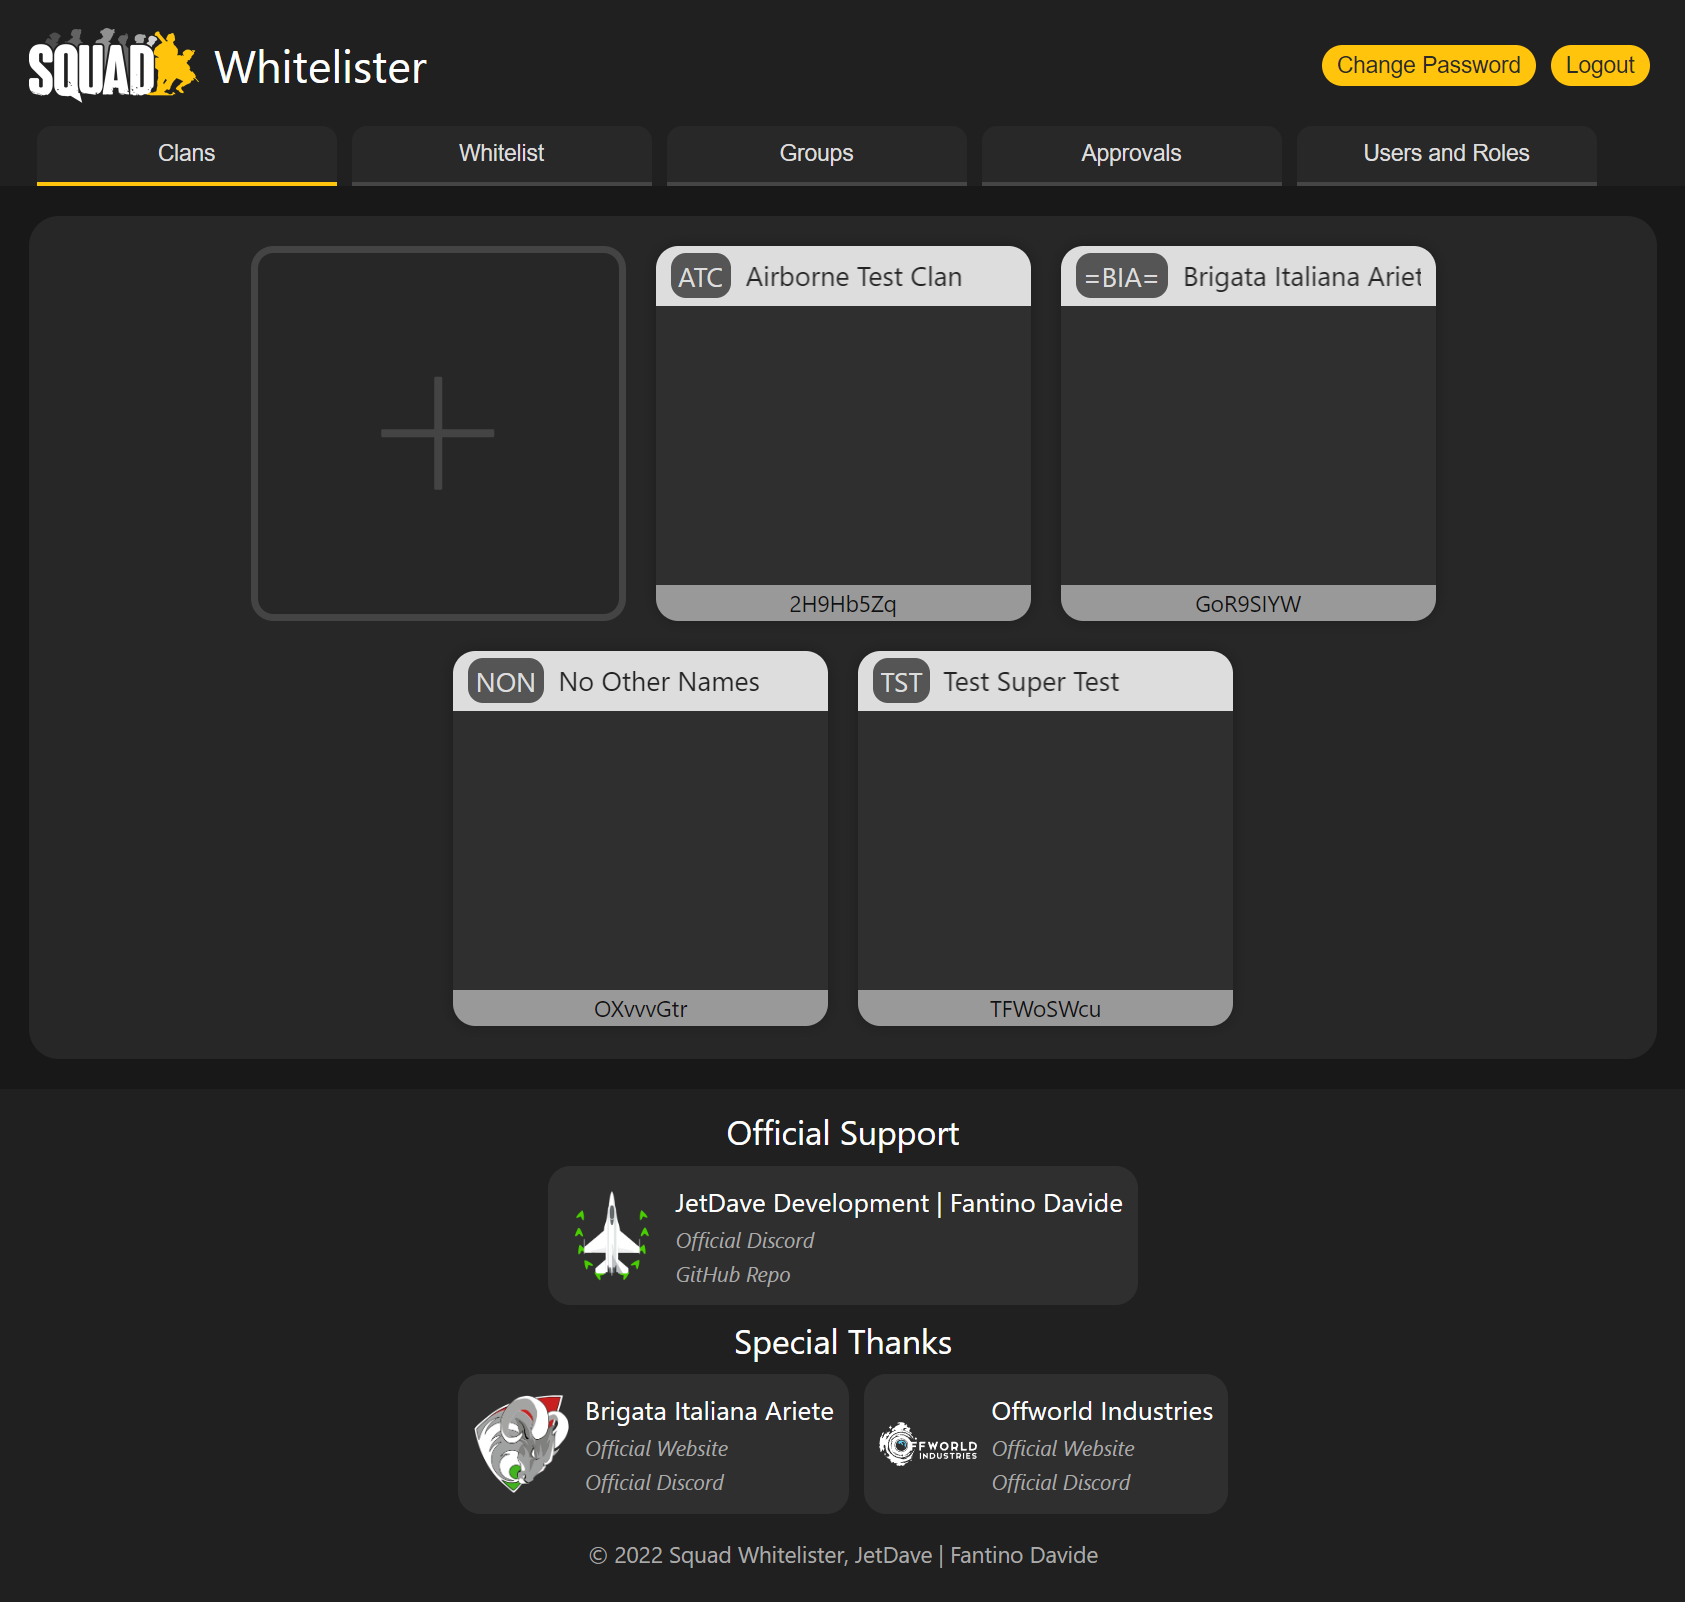 SQUAD Whitelister
Change Password
Logout
Clans
Whitelist
Groups
Approvals
Users and Roles
ATC Airborne Test Clan
2H9Hb5Zq
=BIA= Brigata Italiana Ariet
GoR9SIYW
NON No Other Names
OXvvvGtr
TST Test Super Test
TFWoSWcu
Official Support
JetDave Development | Fantino Davide
Official Discord
GitHub Repo
Special Thanks
Brigata Italiana Ariete
Official Website
Official Discord
OFFWORLD
INDUSTRIES
Offworld Industries
Official Website
Official Discord
© 2022 Squad Whitelister, JetDave | Fantino Davide